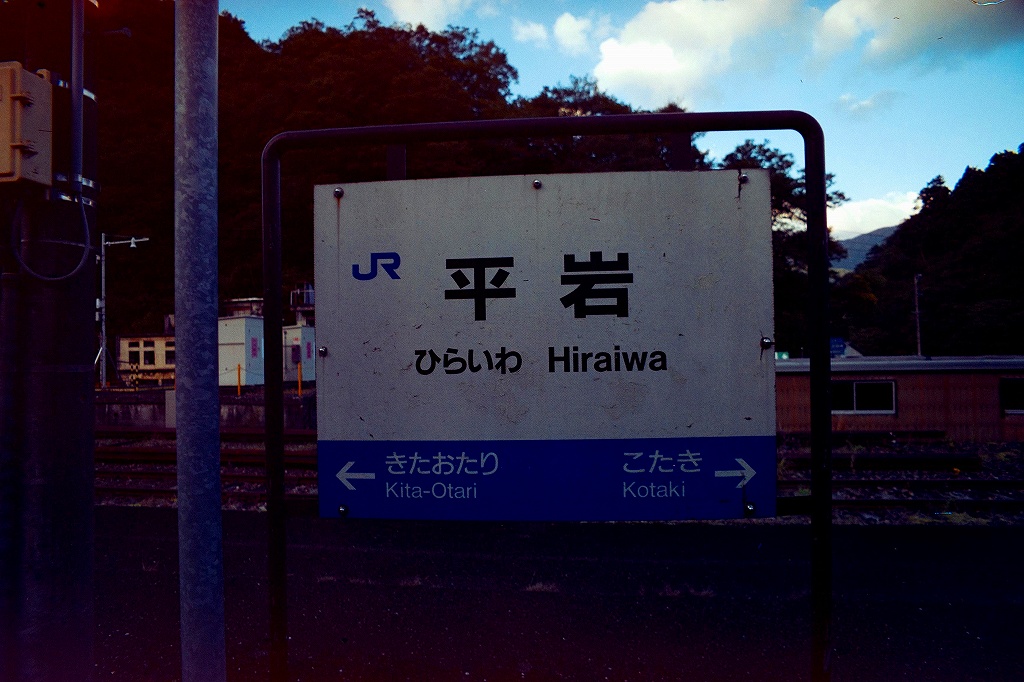 JR 平岩
ひらいわ Hiraiwa
← きたおたり こたき →
Kita-Otari Kotaki